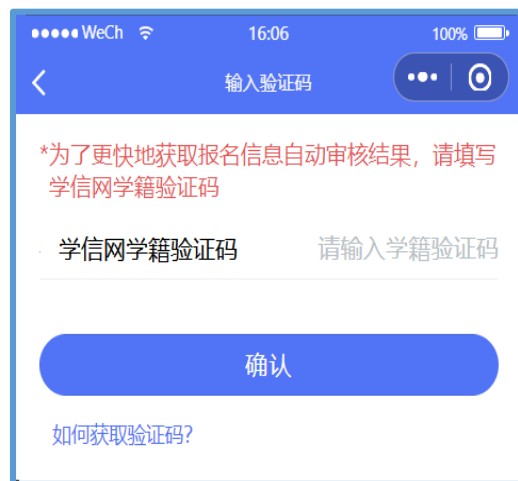 WeCh 16:06 100%
输入验证码
*为了更快地获取报名信息自动审核结果，请填写
学信网学籍验证码
学信网学籍验证码 请输入学籍验证码
确认
如何获取验证码?